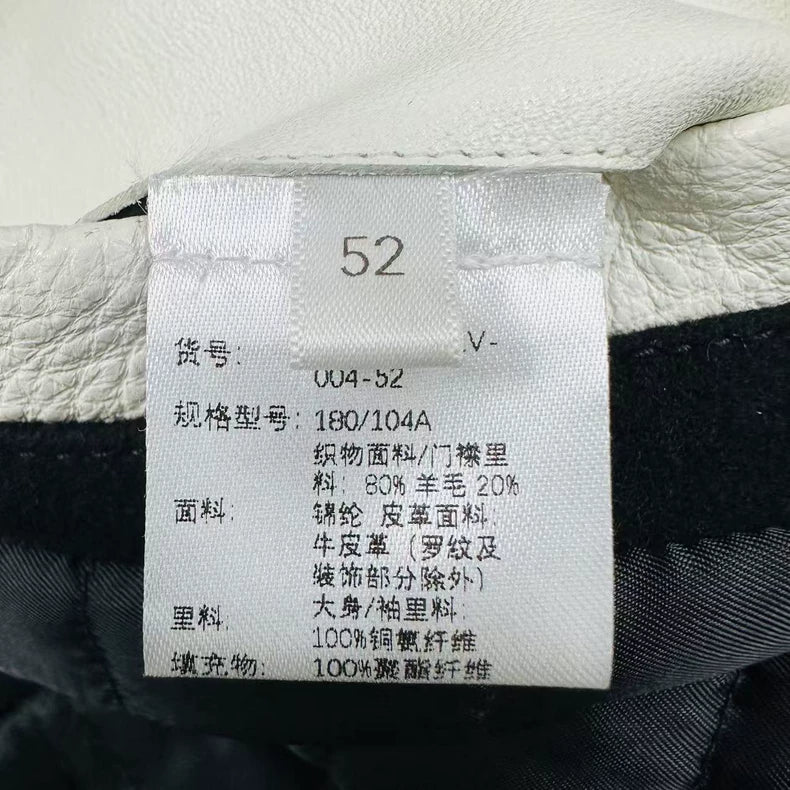 52
货号: V-
004-52
规格型号: 180/104A
织物面料/门襟里
料: 80% 羊毛 20%
面料: 锦纶 皮革面料:
牛皮革 (罗纹及
装饰部分除外)
里料: 大身/袖里料:
100%铜氨纤维
填充物: 100%聚酯纤维